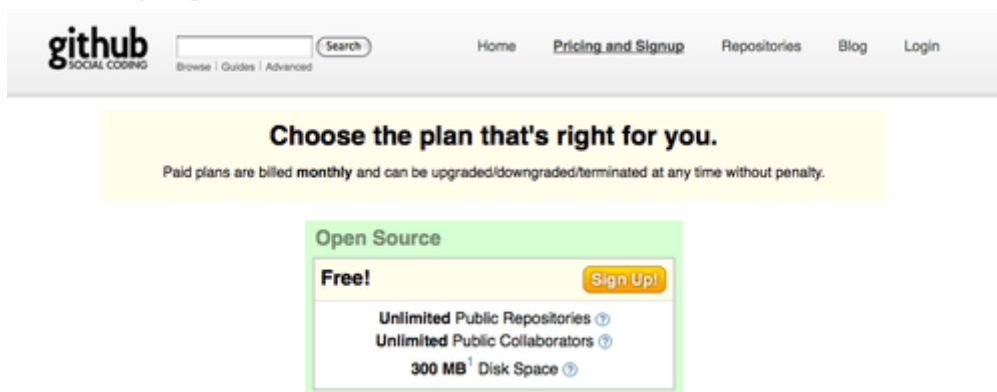 github
SOCIAL CODING
Search
Browse | Guides | Advanced
Home Pricing and Signup Repositories Blog Login
Choose the plan that's right for you.
Paid plans are billed monthly and can be upgraded/downgraded/terminated at any time without penalty.
Open Source
Free! Sign Up!
Unlimited Public Repositories ?
Unlimited Public Collaborators ?
300 MB¹ Disk Space ?